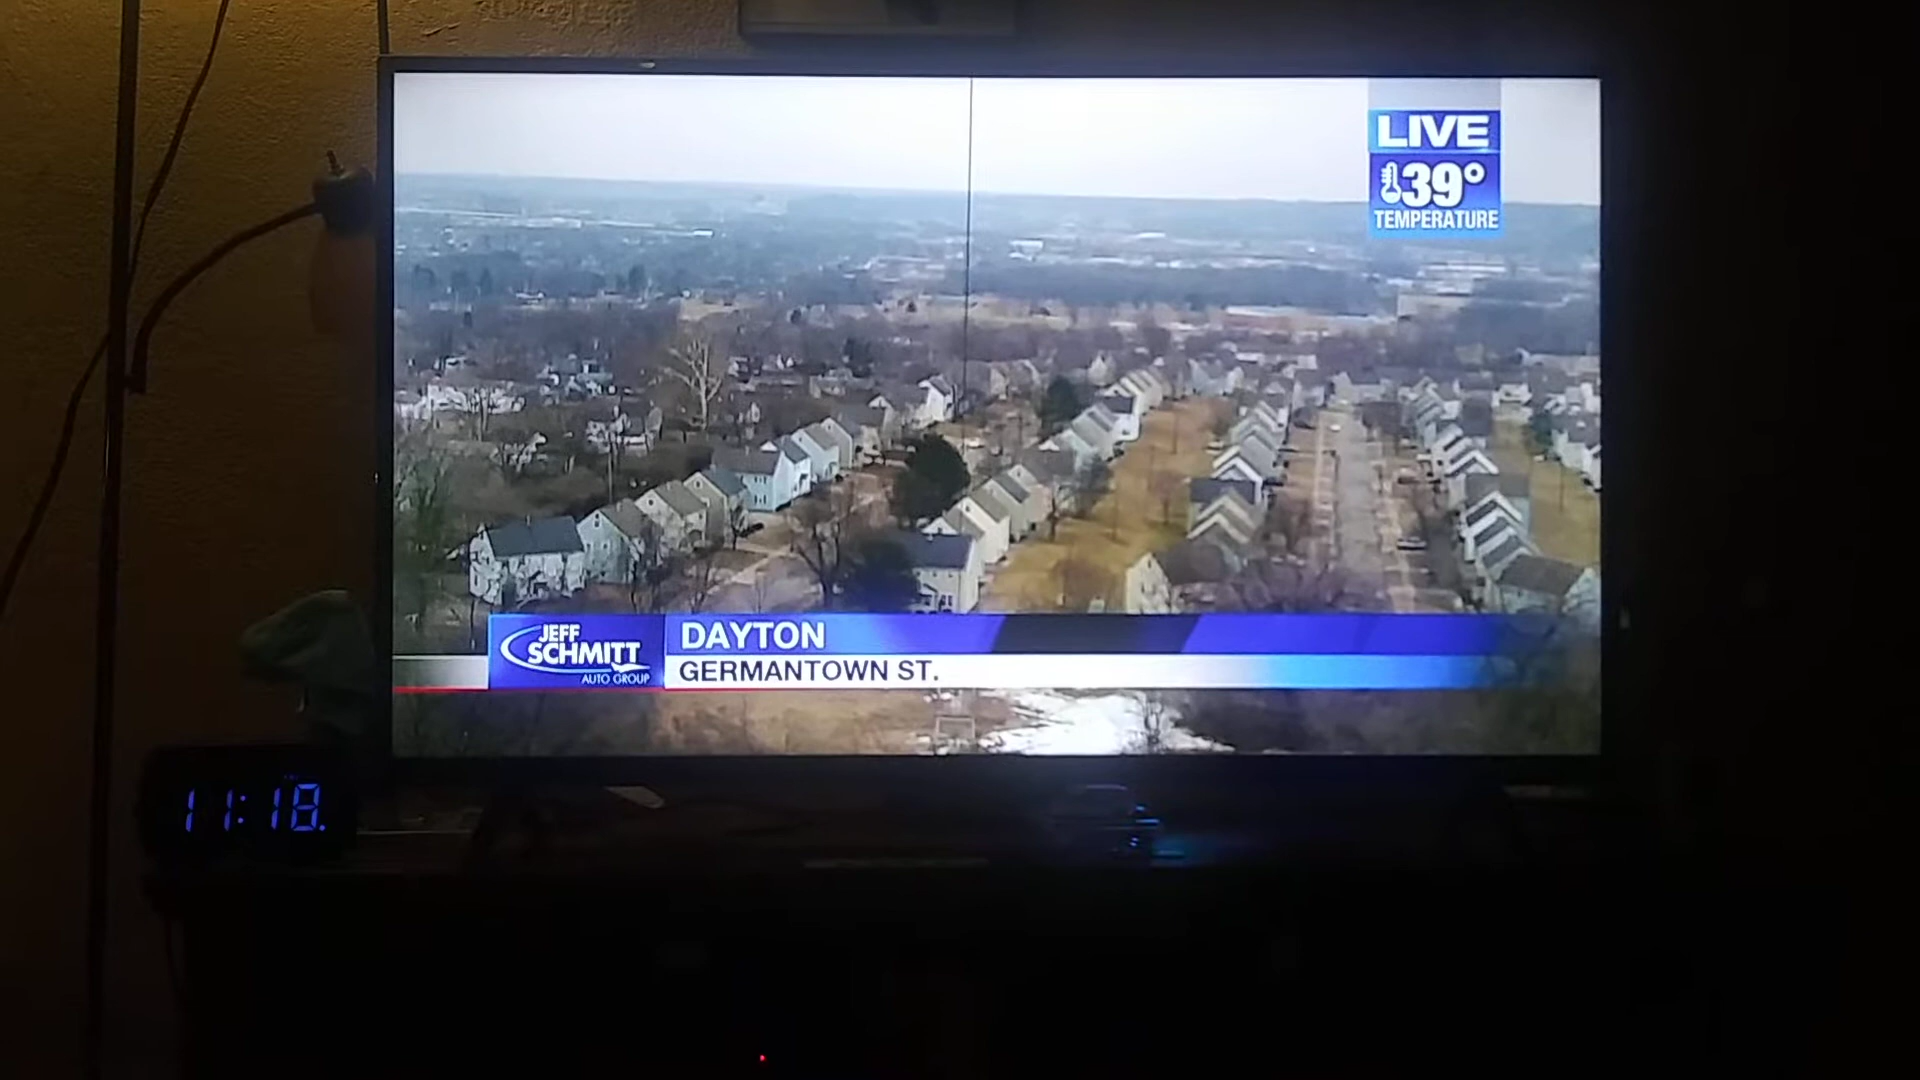 LIVE
39°
TEMPERATURE
JEFF
SCHMITT
AUTO GROUP
DAYTON
GERMANTOWN ST.
11:18